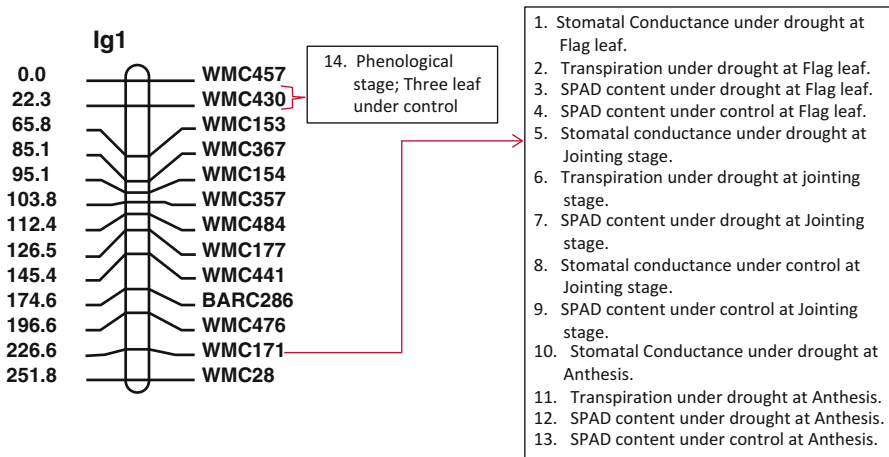 lg1
0.0 WMC457
22.3 WMC430
65.8 WMC153
85.1 WMC367
95.1 WMC154
103.8 WMC357
112.4 WMC484
126.5 WMC177
145.4 WMC441
174.6 BARC286
196.6 WMC476
226.6 WMC171
251.8 WMC28
14. Phenological
stage; Three leaf
under control
1. Stomatal Conductance under drought at
Flag leaf.
2. Transpiration under drought at Flag leaf.
3. SPAD content under drought at Flag leaf.
4. SPAD content under control at Flag leaf.
5. Stomatal conductance under drought at
Jointing stage.
6. Transpiration under drought at jointing
stage.
7. SPAD content under drought at Jointing
stage.
8. Stomatal conductance under control at
Jointing stage.
9. SPAD content under control at Jointing
stage.
10. Stomatal Conductance under drought at
Anthesis.
11. Transpiration under drought at Anthesis.
12. SPAD content under drought at Anthesis.
13. SPAD content under control at Anthesis.